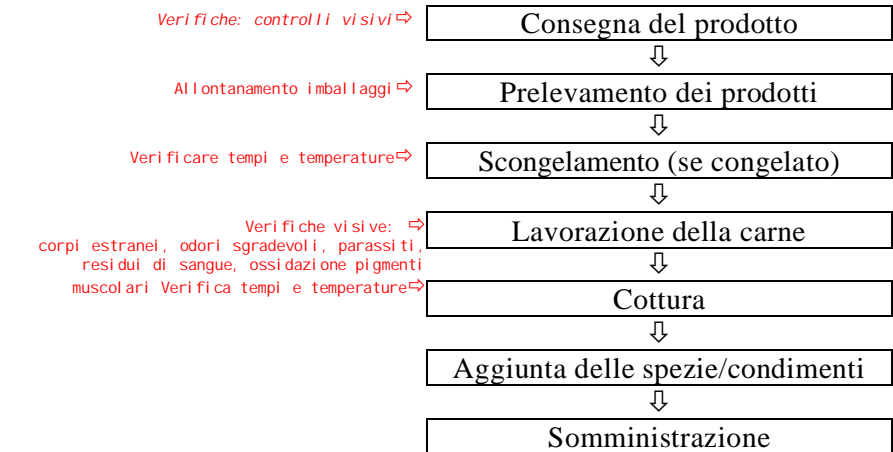 Verifiche: controlli visivi⇨ Consegna del prodotto
⇩
Allontanamento imballaggi⇨ Prelevamento dei prodotti
⇩
Verificare tempi e temperature⇨ Scongelamento (se congelato)
⇩
Verifiche visive: ⇨ Lavorazione della carne
corpi estranei, odori sgradevoli, parassiti,
residui di sangue, ossidazione pigmenti
⇩
muscolari Verifica tempi e temperature⇨ Cottura
⇩
Aggiunta delle spezie/condimenti
⇩
Somministrazione